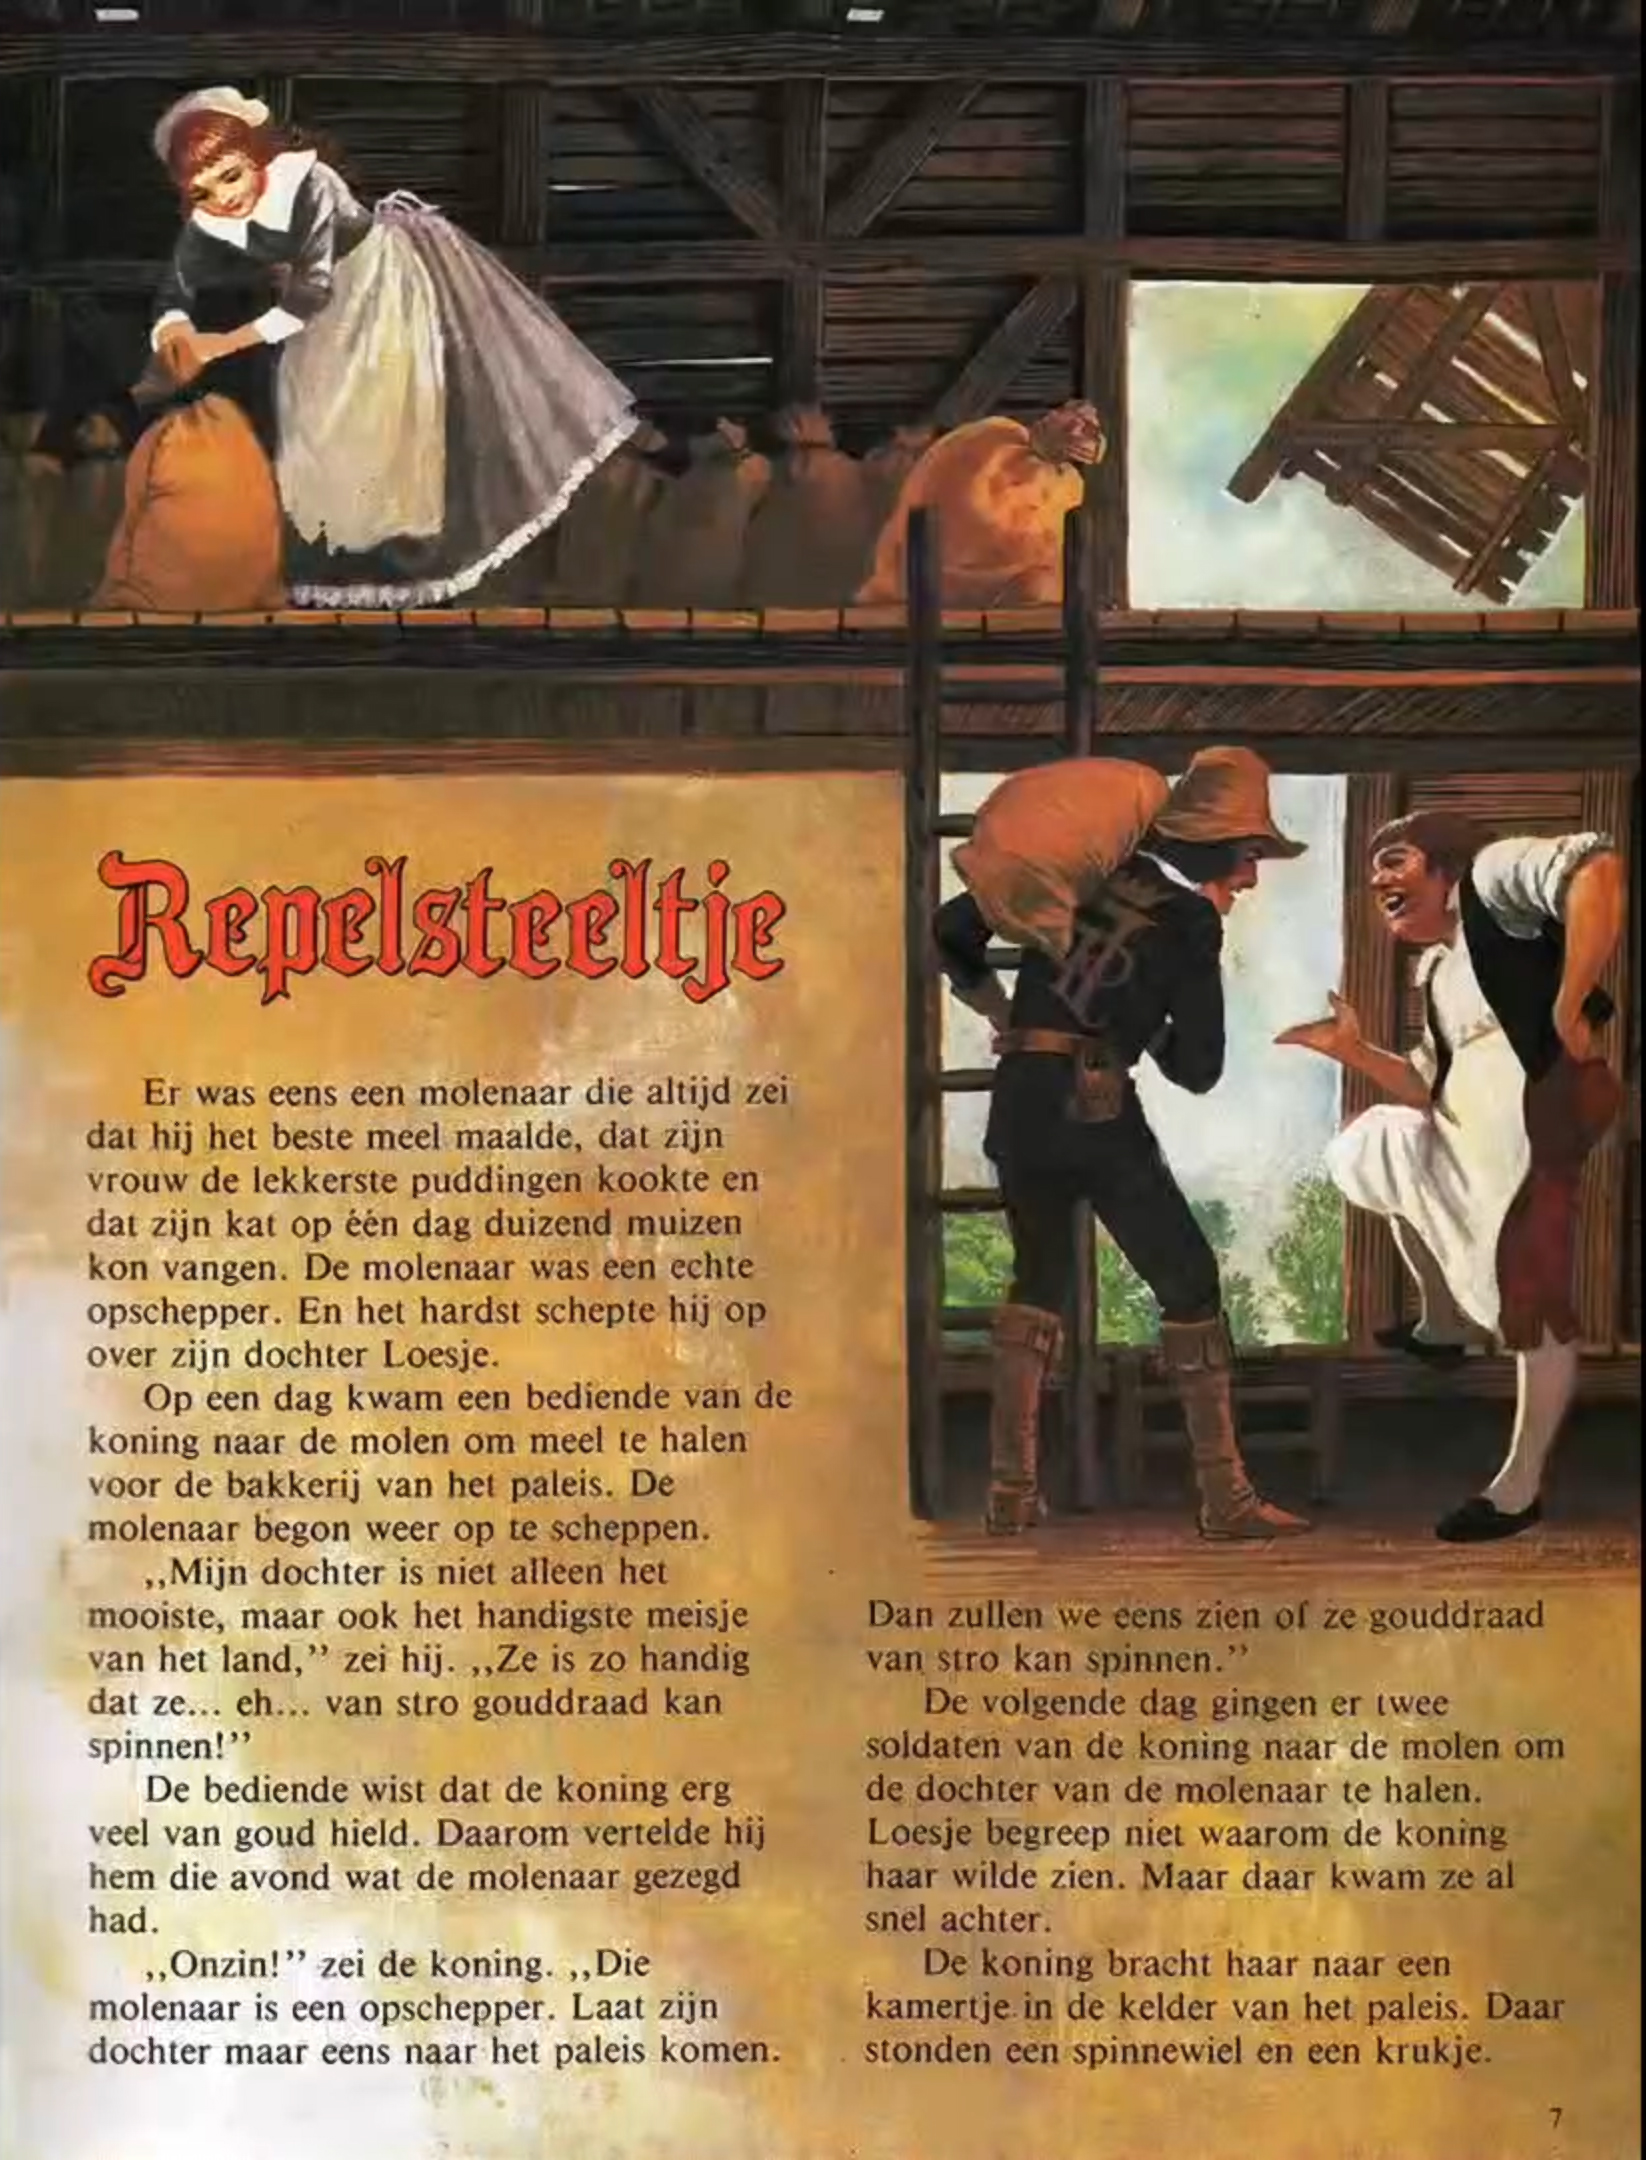 Repelsteeltje
Er was eens een molenaar die altijd zei
dat hij het beste meel maalde, dat zijn
vrouw de lekkerste puddingen kookte en
dat zijn kat op één dag duizend muizen
kon vangen. De molenaar was een echte
opschepper. En het hardst schepte hij op
over zijn dochter Loesje.
Op een dag kwam een bediende van de
koning naar de molen om meel te halen
voor de bakkerij van het paleis. De
molenaar begon weer op te scheppen.
,,Mijn dochter is niet alleen het
mooiste, maar ook het handigste meisje
van het land,” zei hij. ,,Ze is zo handig
dat ze... eh... van stro gouddraad kan
spinnen!”
De bediende wist dat de koning erg
veel van goud hield. Daarom vertelde hij
hem die avond wat de molenaar gezegd
had.
,,Onzin!” zei de koning. ,,Die
molenaar is een opschepper. Laat zijn
dochter maar eens naar het paleis komen.
Dan zullen we eens zien of ze gouddraad
van stro kan spinnen.”
De volgende dag gingen er twee
soldaten van de koning naar de molen om
de dochter van de molenaar te halen.
Loesje begreep niet waarom de koning
haar wilde zien. Maar daar kwam ze al
snel achter.
De koning bracht haar naar een
kamertje in de kelder van het paleis. Daar
stonden een spinnewiel en een krukje.
7